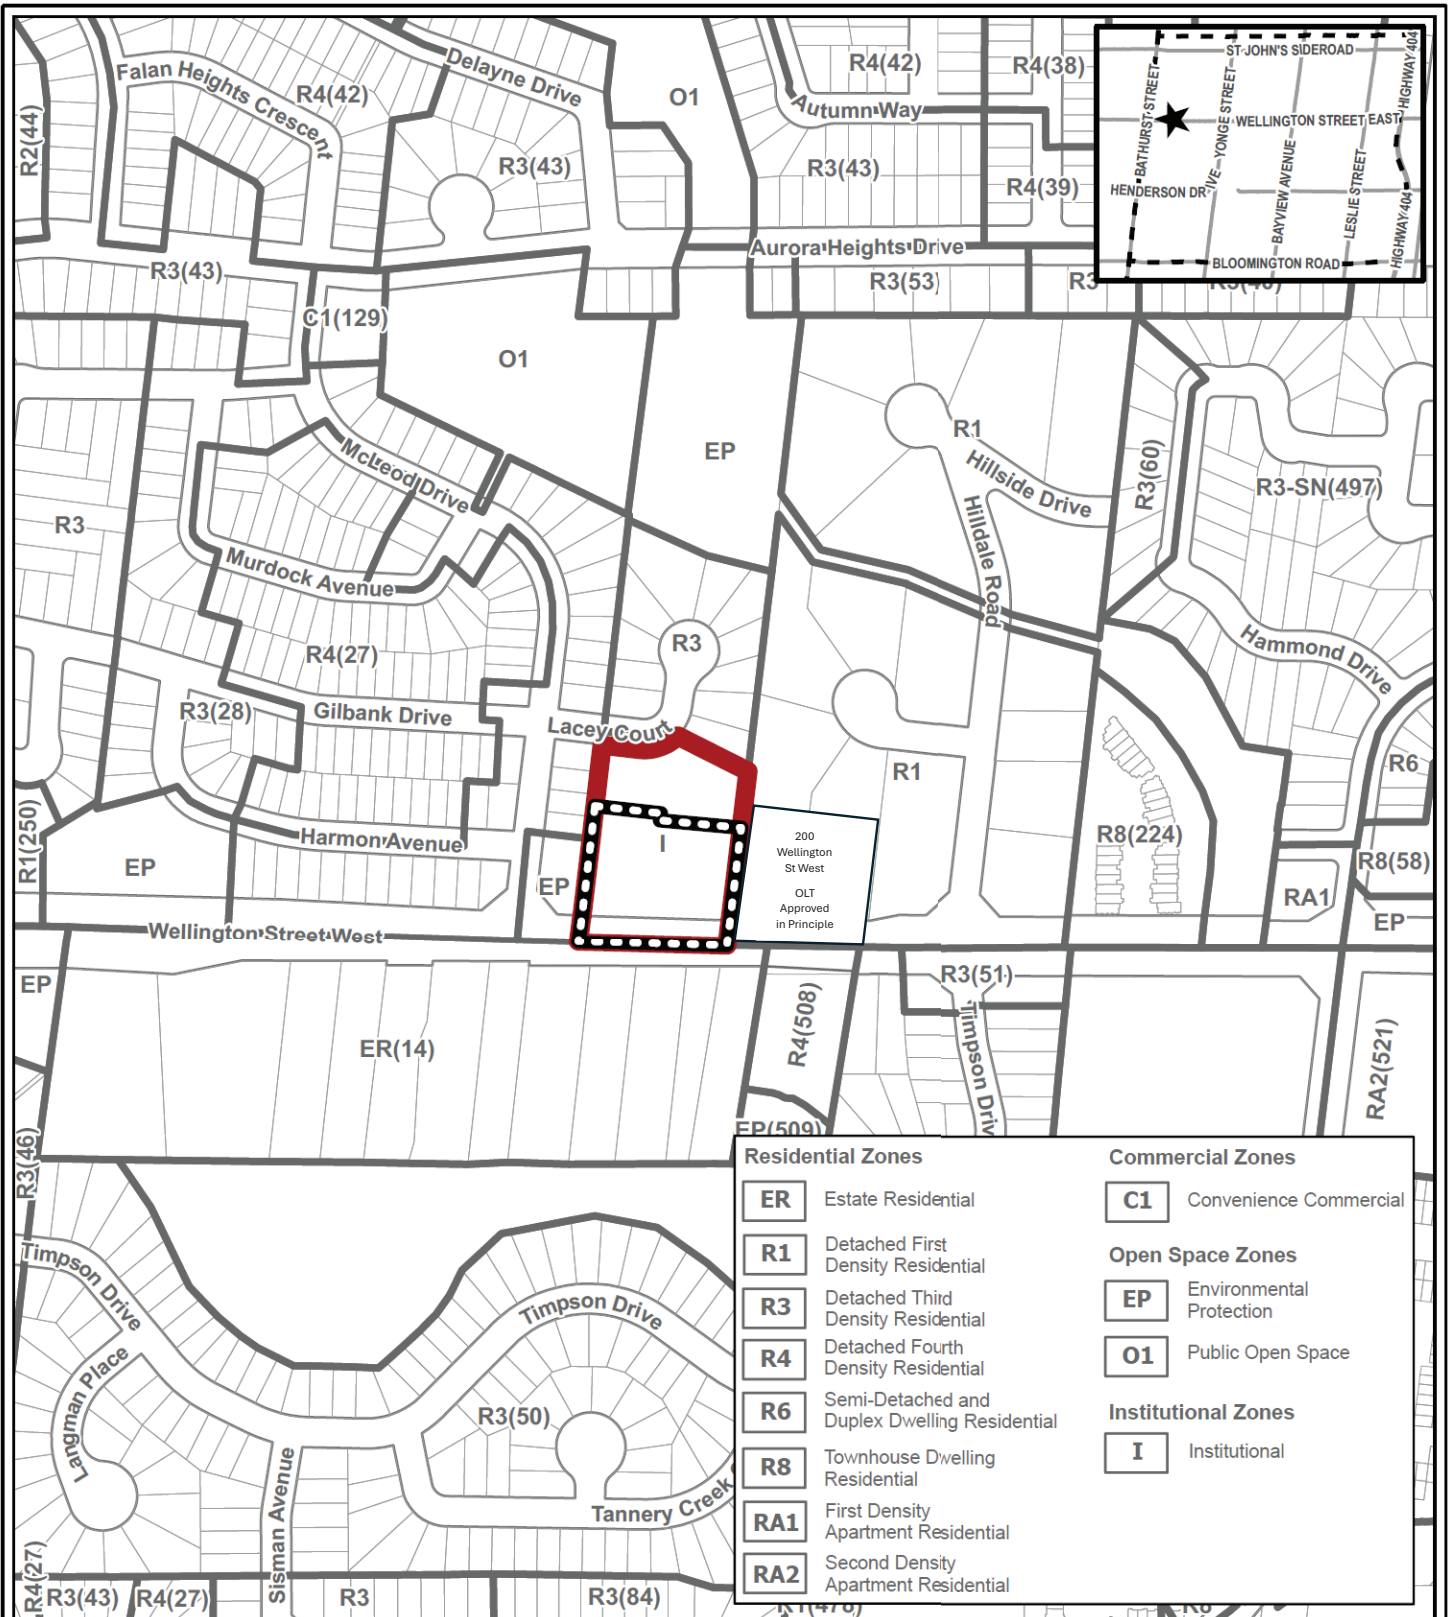 Delayne Drive
Falan Heights Crescent
R4(42)
O1
R4(42)
R4(38)
Autumn Way
R2(44)
R3(43)
R3(43)
R4(39)
ST JOHN'S SIDEROAD
BATHURST STREET
YONGE STREET
WELLINGTON STREET EAST
HIGHWAY 404
HENDERSON DRIVE
BAYVIEW AVENUE
LESLIE STREET
HIGHWAY 404
BLOOMINGTON ROAD
Aurora Heights Drive
R3(43)
R3(53)
R3
C1(129)
O1
EP
R1
McLeod Drive
Hillside Drive
R3(60)
R3-SN(497)
R3
Hilldale Road
Murdock Avenue
R4(27)
R3
Hammond Drive
R3(28)
Gilbank Drive
Lacey Court
R1
R6
R1(250)
Harmon Avenue
I
200
Wellington
St West
OLT
Approved
in Principle
R8(224)
R8(58)
EP
EP
RA1
EP
Wellington Street West
EP
R3(51)
R4(508)
Timpson Driv
ER(14)
RA2(521)
EP(509)
R3(46)
Timpson Drive
Timpson Drive
Langman Place
R3(50)
Tannery Creek
Sisman Avenue
R4(27)
R3(43)
R4(27)
R3
R3(84)
Residential Zones
ER Estate Residential
R1 Detached First
Density Residential
R3 Detached Third
Density Residential
R4 Detached Fourth
Density Residential
R6 Semi-Detached and
Duplex Dwelling Residential
R8 Townhouse Dwelling
Residential
RA1 First Density
Apartment Residential
RA2 Second Density
Apartment Residential
Commercial Zones
C1 Convenience Commercial
Open Space Zones
EP Environmental
Protection
O1 Public Open Space
Institutional Zones
I Institutional